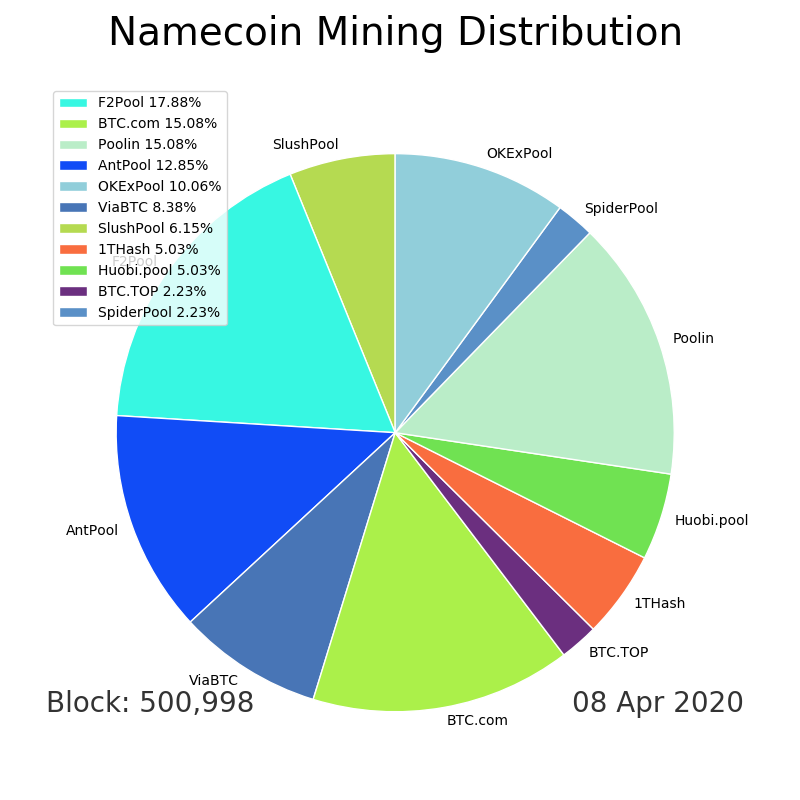 Namecoin Mining Distribution
F2Pool 17.88%
BTC.com 15.08%
Poolin 15.08%
AntPool 12.85%
OKExPool 10.06%
ViaBTC 8.38%
SlushPool 6.15%
1THash 5.03%
Huobi.pool 5.03%
BTC.TOP 2.23%
SpiderPool 2.23%
SlushPool
OKExPool
SpiderPool
F2Pool
Poolin
Huobi.pool
AntPool
1THash
BTC.TOP
ViaBTC
BTC.com
Block: 500,998
08 Apr 2020